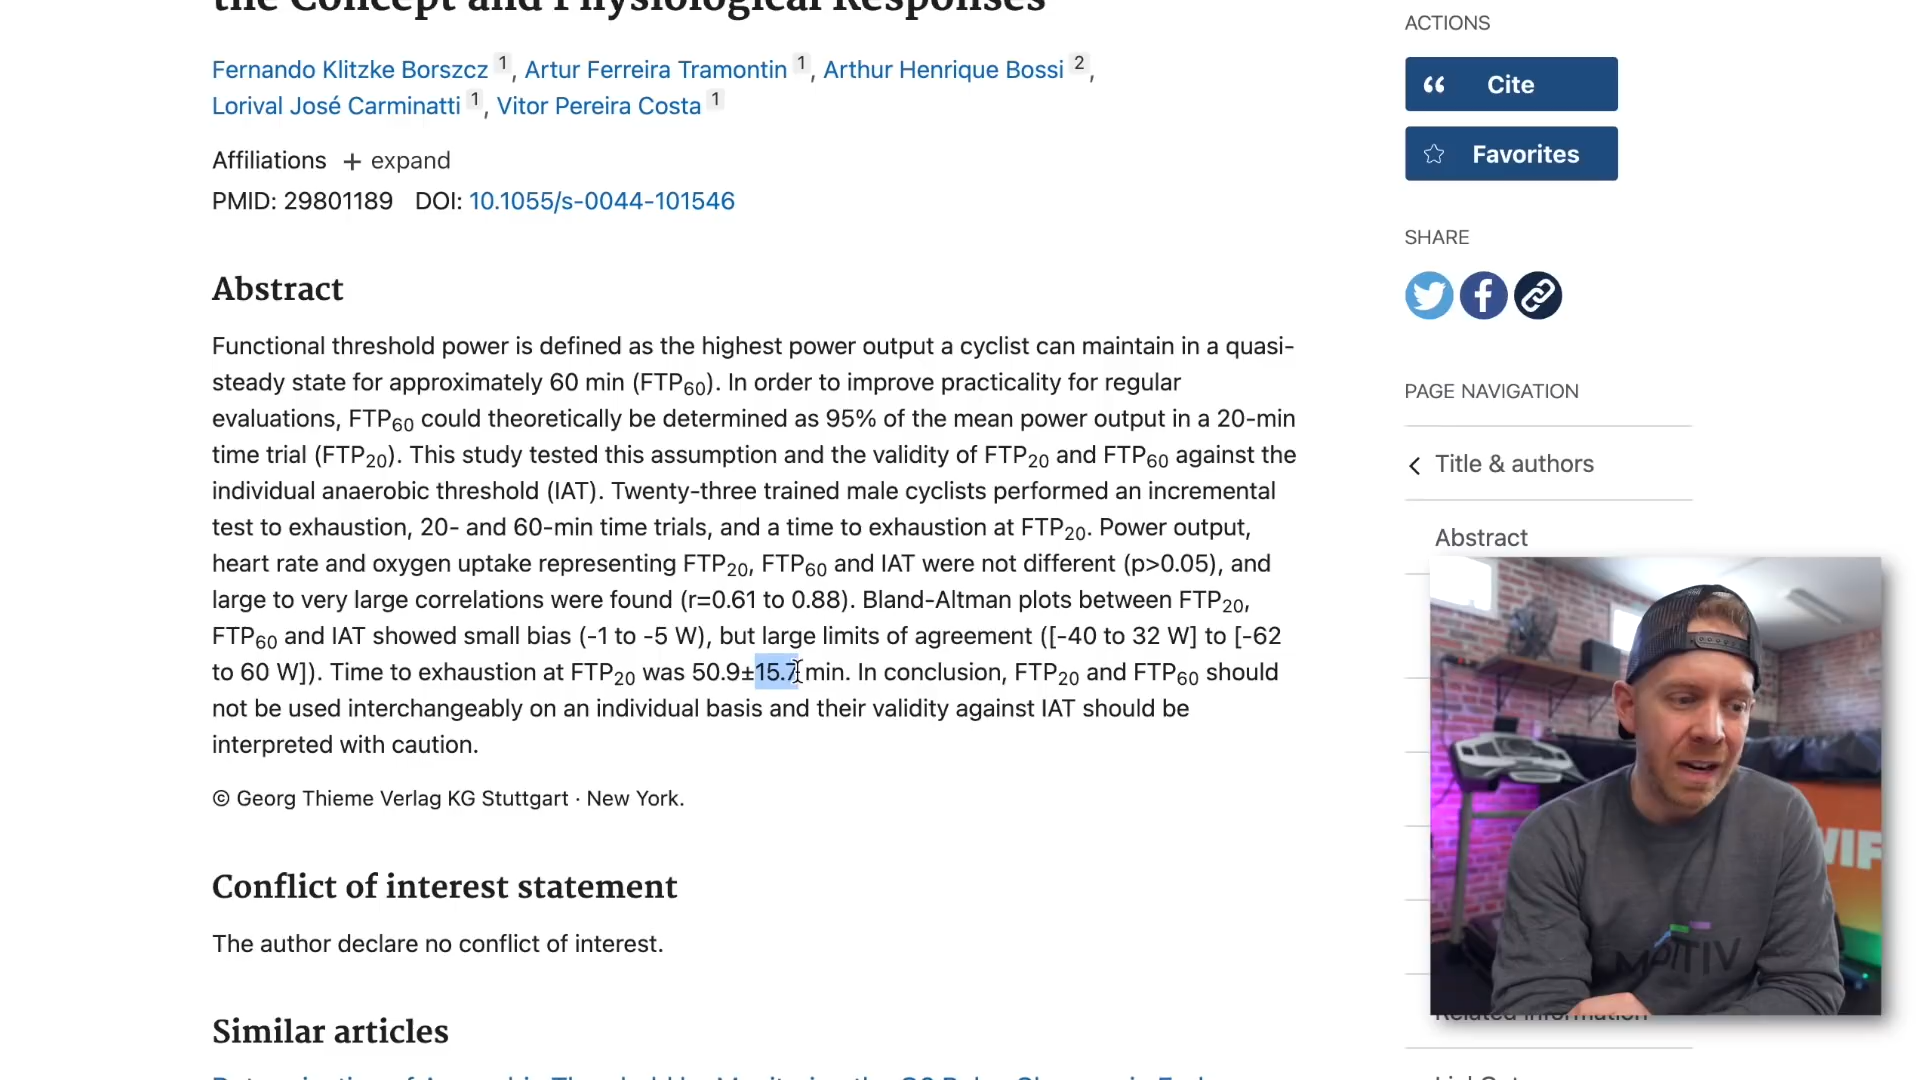 the Concept and Physiological Responses
Fernando Klitzke Borszcz 1, Artur Ferreira Tramontin 1, Arthur Henrique Bossi 2,
Lorival José Carminatti 1, Vitor Pereira Costa 1
Affiliations + expand
PMID: 29801189 DOI: 10.1055/s-0044-101546
Abstract
Functional threshold power is defined as the highest power output a cyclist can maintain in a quasi-
steady state for approximately 60 min (FTP60). In order to improve practicality for regular
evaluations, FTP60 could theoretically be determined as 95% of the mean power output in a 20-min
time trial (FTP20). This study tested this assumption and the validity of FTP20 and FTP60 against the
individual anaerobic threshold (IAT). Twenty-three trained male cyclists performed an incremental
test to exhaustion, 20- and 60-min time trials, and a time to exhaustion at FTP20. Power output,
heart rate and oxygen uptake representing FTP20, FTP60 and IAT were not different (p>0.05), and
large to very large correlations were found (r=0.61 to 0.88). Bland-Altman plots between FTP20,
FTP60 and IAT showed small bias (-1 to -5 W), but large limits of agreement ([-40 to 32 W] to [-62
to 60 W]). Time to exhaustion at FTP20 was 50.9±15.7 min. In conclusion, FTP20 and FTP60 should
not be used interchangeably on an individual basis and their validity against IAT should be
interpreted with caution.
© Georg Thieme Verlag KG Stuttgart · New York.
Conflict of interest statement
The author declare no conflict of interest.
Similar articles
ACTIONS
Cite
Favorites
SHARE
PAGE NAVIGATION
Title & authors
Abstract